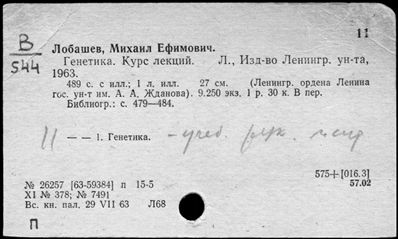 11
В
544
Лобашев, Михаил Ефимович.
Генетика. Курс лекций. Л., Изд-во Ленингр. ун-та,
1963.
489 с. с илл.; 1 л. илл. 27 см. (Ленингр. ордена Ленина
гос. ун-т им. А. А. Жданова). 9.250 экз. 1 р. 30 к. В пер.
Библиогр.: с. 479—484.
— — 1. Генетика. - учеб.
575+[016.3]
57.02
№ 26257 [63-59384] п 15-5
XI № 378; № 7491
Вс. кн. пал. 29 VII 63 Л68
П